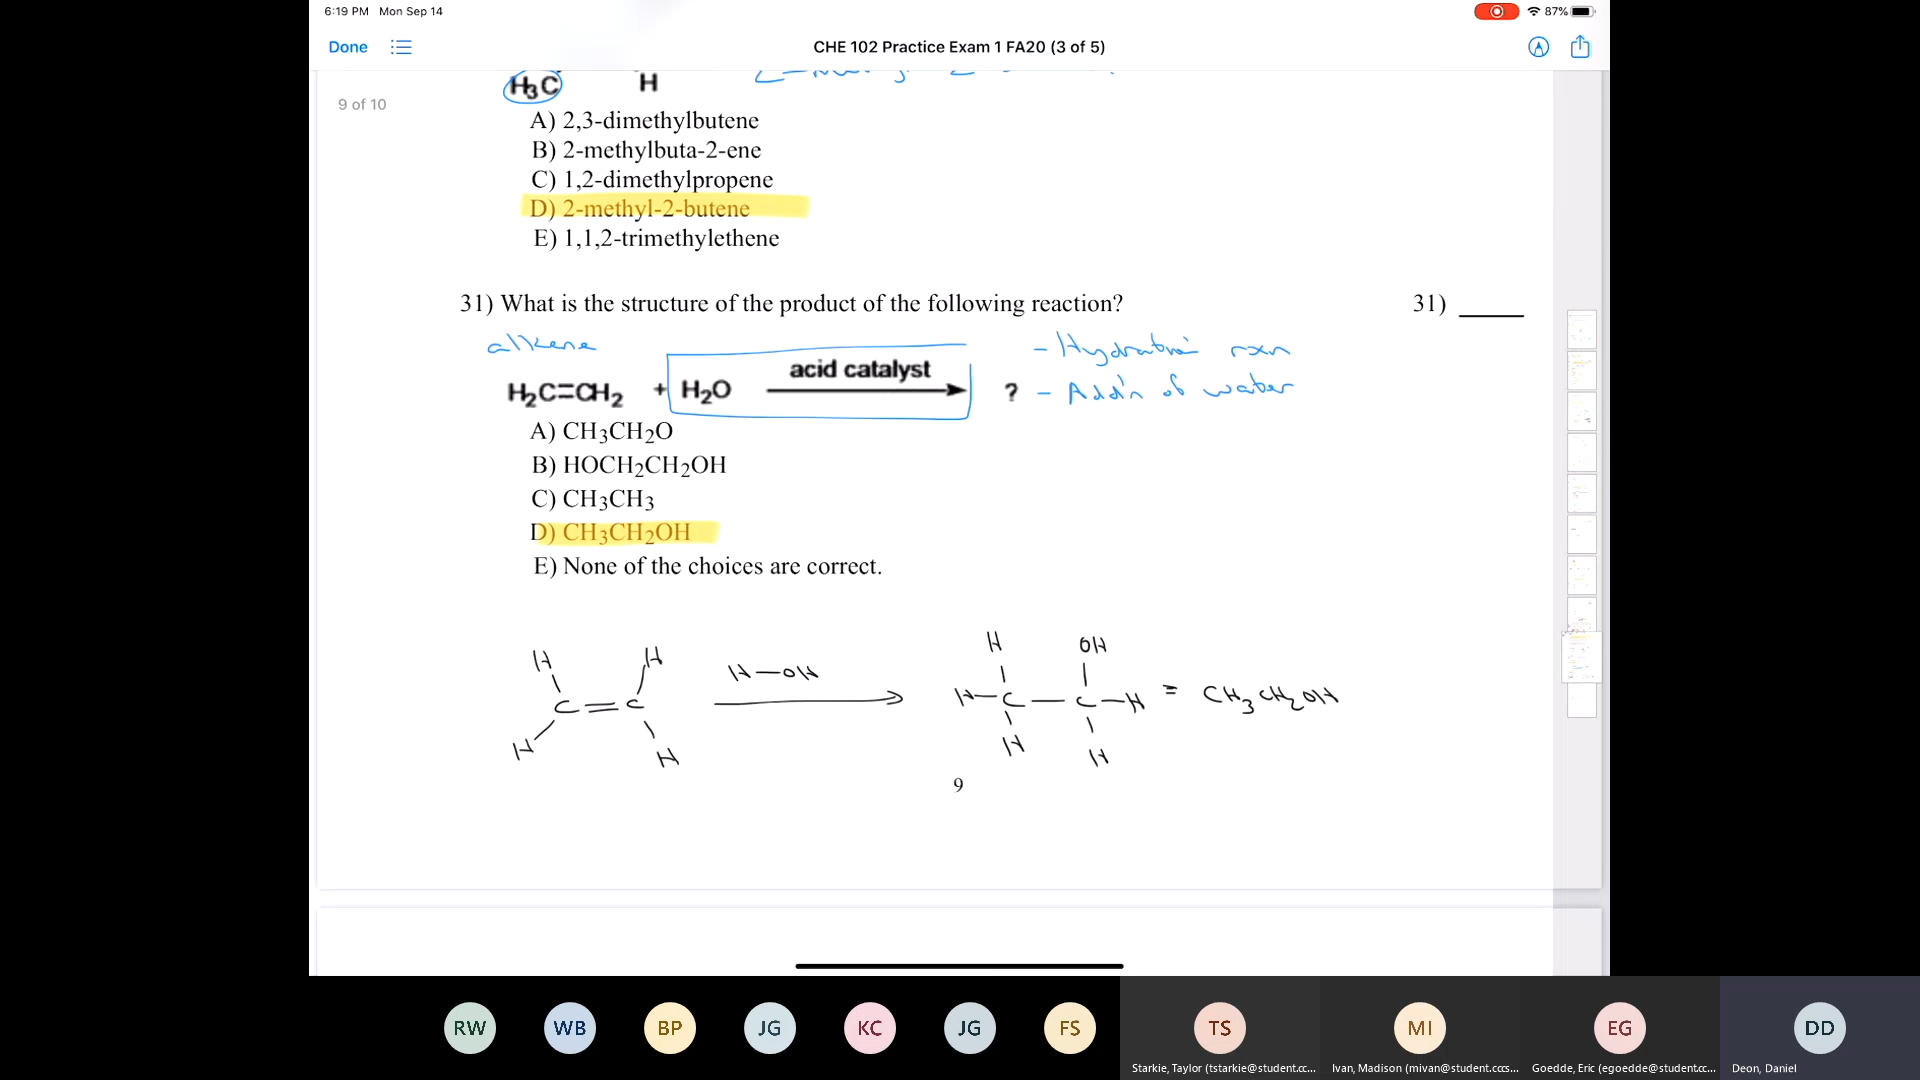 6:19 PM Mon Sep 14
87%
Done
CHE 102 Practice Exam 1 FA20 (3 of 5)
9 of 10
H3C H
A) 2,3-dimethylbutene
B) 2-methylbuta-2-ene
C) 1,2-dimethylpropene
D) 2-methyl-2-butene
E) 1,1,2-trimethylethene
31) What is the structure of the product of the following reaction? 31) ______
alkene
- Hydration rxn
H2C=CH2 + H2O acid catalyst ? - Add'n of water
A) CH3CH2O
B) HOCH2CH2OH
C) CH3CH3
D) CH3CH2OH
E) None of the choices are correct.
H H H OH
H—OH
C=C H—C—C—H = CH3CH2OH
H H H H
9
RW WB BP JG KC JG FS TS MI EG DD
Starkie, Taylor (tstarkie@student.cc... Ivan, Madison (mivan@student.cccs... Goedde, Eric (egoedde@student.cc... Deon, Daniel